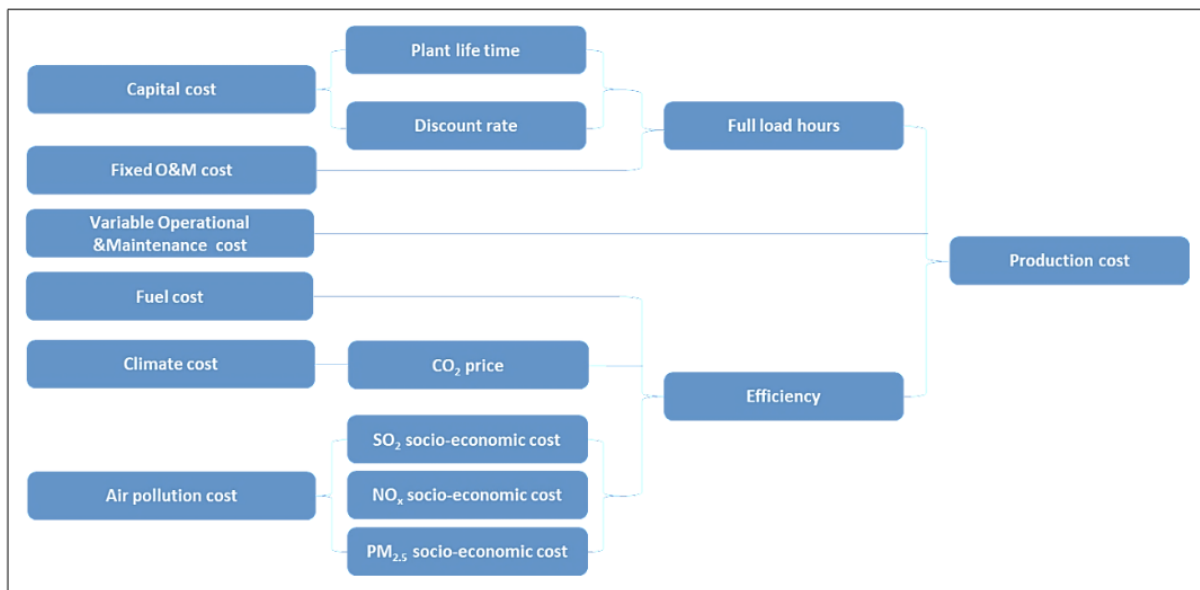 Plant life time
Capital cost
Discount rate
Full load hours
Fixed O&M cost
Variable Operational
&Maintenance cost
Production cost
Fuel cost
Climate cost
CO₂ price
Efficiency
SO₂ socio-economic cost
Air pollution cost
NOₓ socio-economic cost
PM₂.₅ socio-economic cost